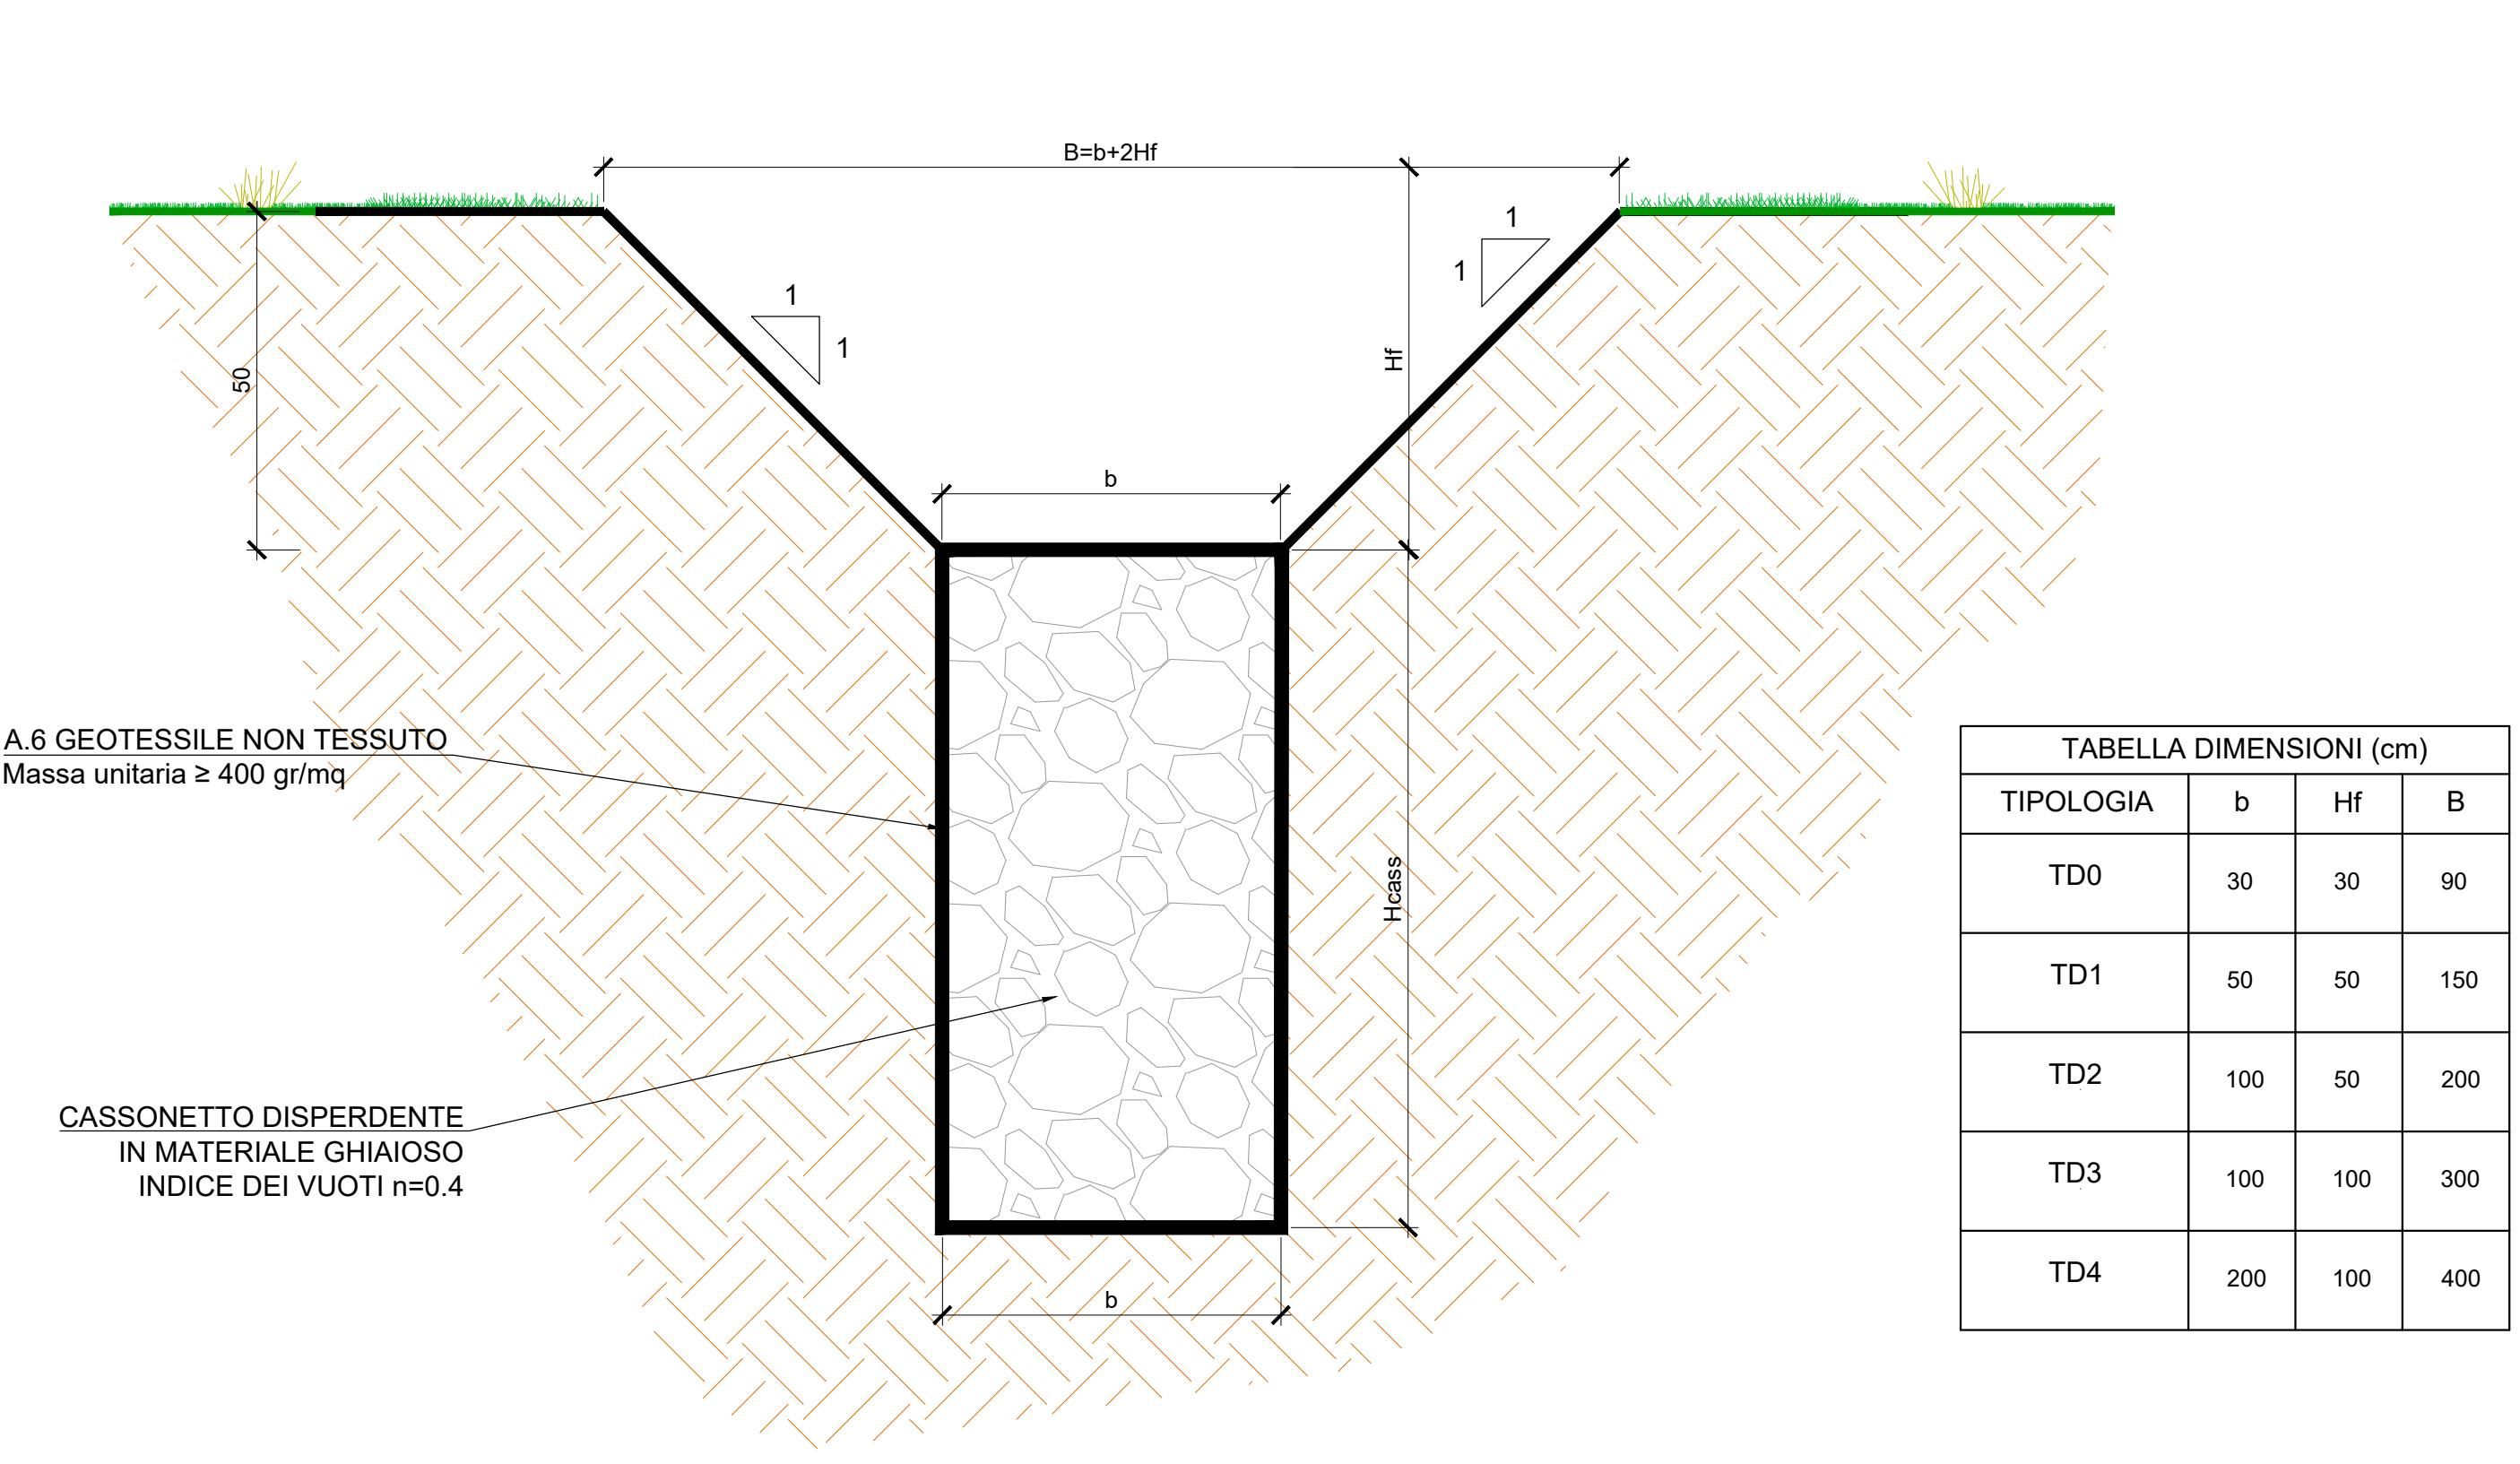 B=b+2Hf
1
1
1
1
50
Hf
b
A.6 GEOTESSILE NON TESSUTO
Massa unitaria ≥ 400 gr/mq
Hcass
CASSONETTO DISPERDENTE
IN MATERIALE GHIAIOSO
INDICE DEI VUOTI n=0.4
b
TABELLA DIMENSIONI (cm)
TIPOLOGIA b Hf B
TD0 30 30 90
TD1 50 50 150
TD2 100 50 200
TD3 100 100 300
TD4 200 100 400